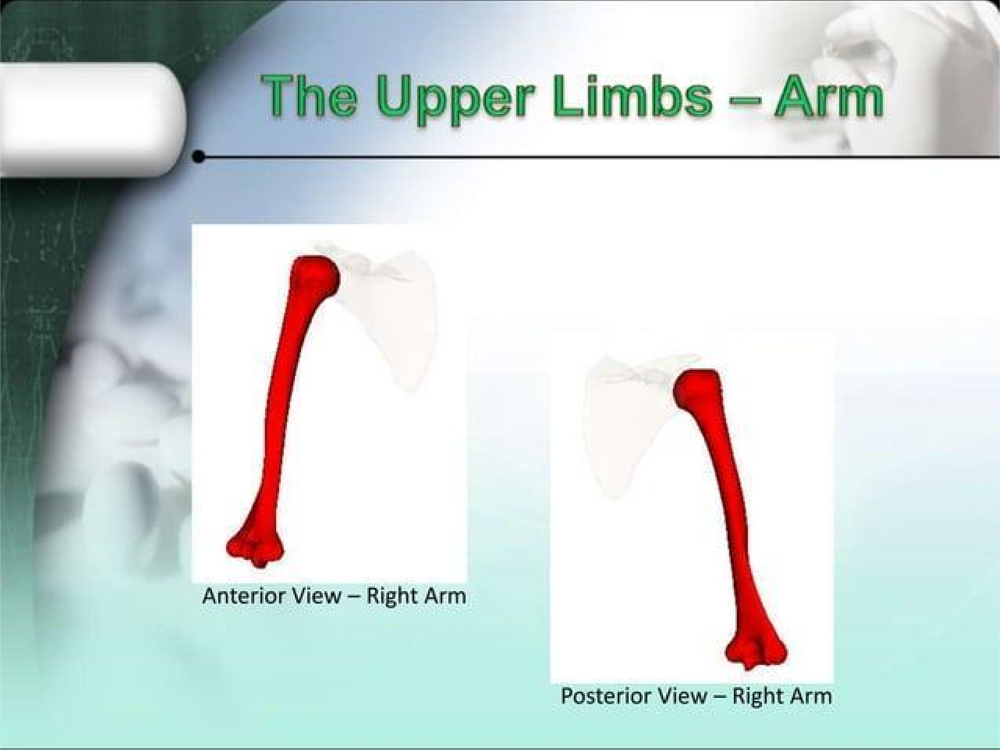 The Upper Limbs – Arm
Anterior View – Right Arm
Posterior View – Right Arm